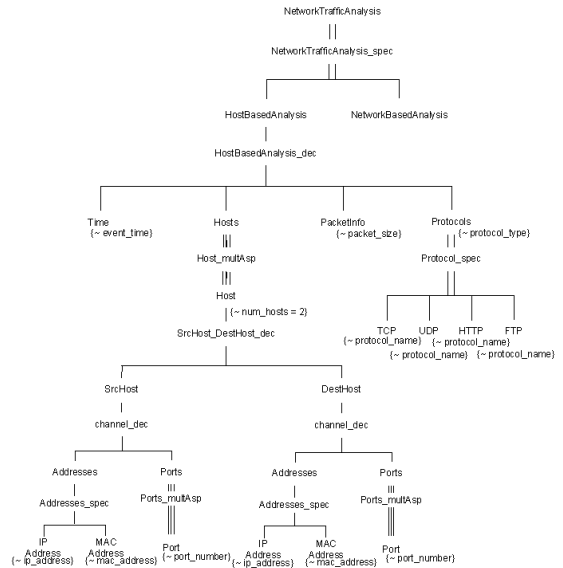 NetworkTrafficAnalysis
NetworkTrafficAnalysis_spec
HostBasedAnalysis NetworkBasedAnalysis
HostBasedAnalysis_dec
Time Hosts PacketInfo Protocols
{~ event_time} {~ packet_size} {~ protocol_type}
Host_multAsp Protocol_spec
Host
{~ num_hosts = 2}
SrcHost_DestHost_dec
TCP UDP HTTP FTP
{~ protocol_name} {~ protocol_name}
{~ protocol_name} {~ protocol_name}
SrcHost DestHost
channel_dec channel_dec
Addresses Ports Addresses Ports
Addresses_spec Ports_multAsp Addresses_spec Ports_multAsp
IP MAC Port IP MAC Port
Address Address {~ port_number} Address Address {~ port_number}
{~ ip_address} {~ mac_address} {~ ip_address} {~ mac_address}